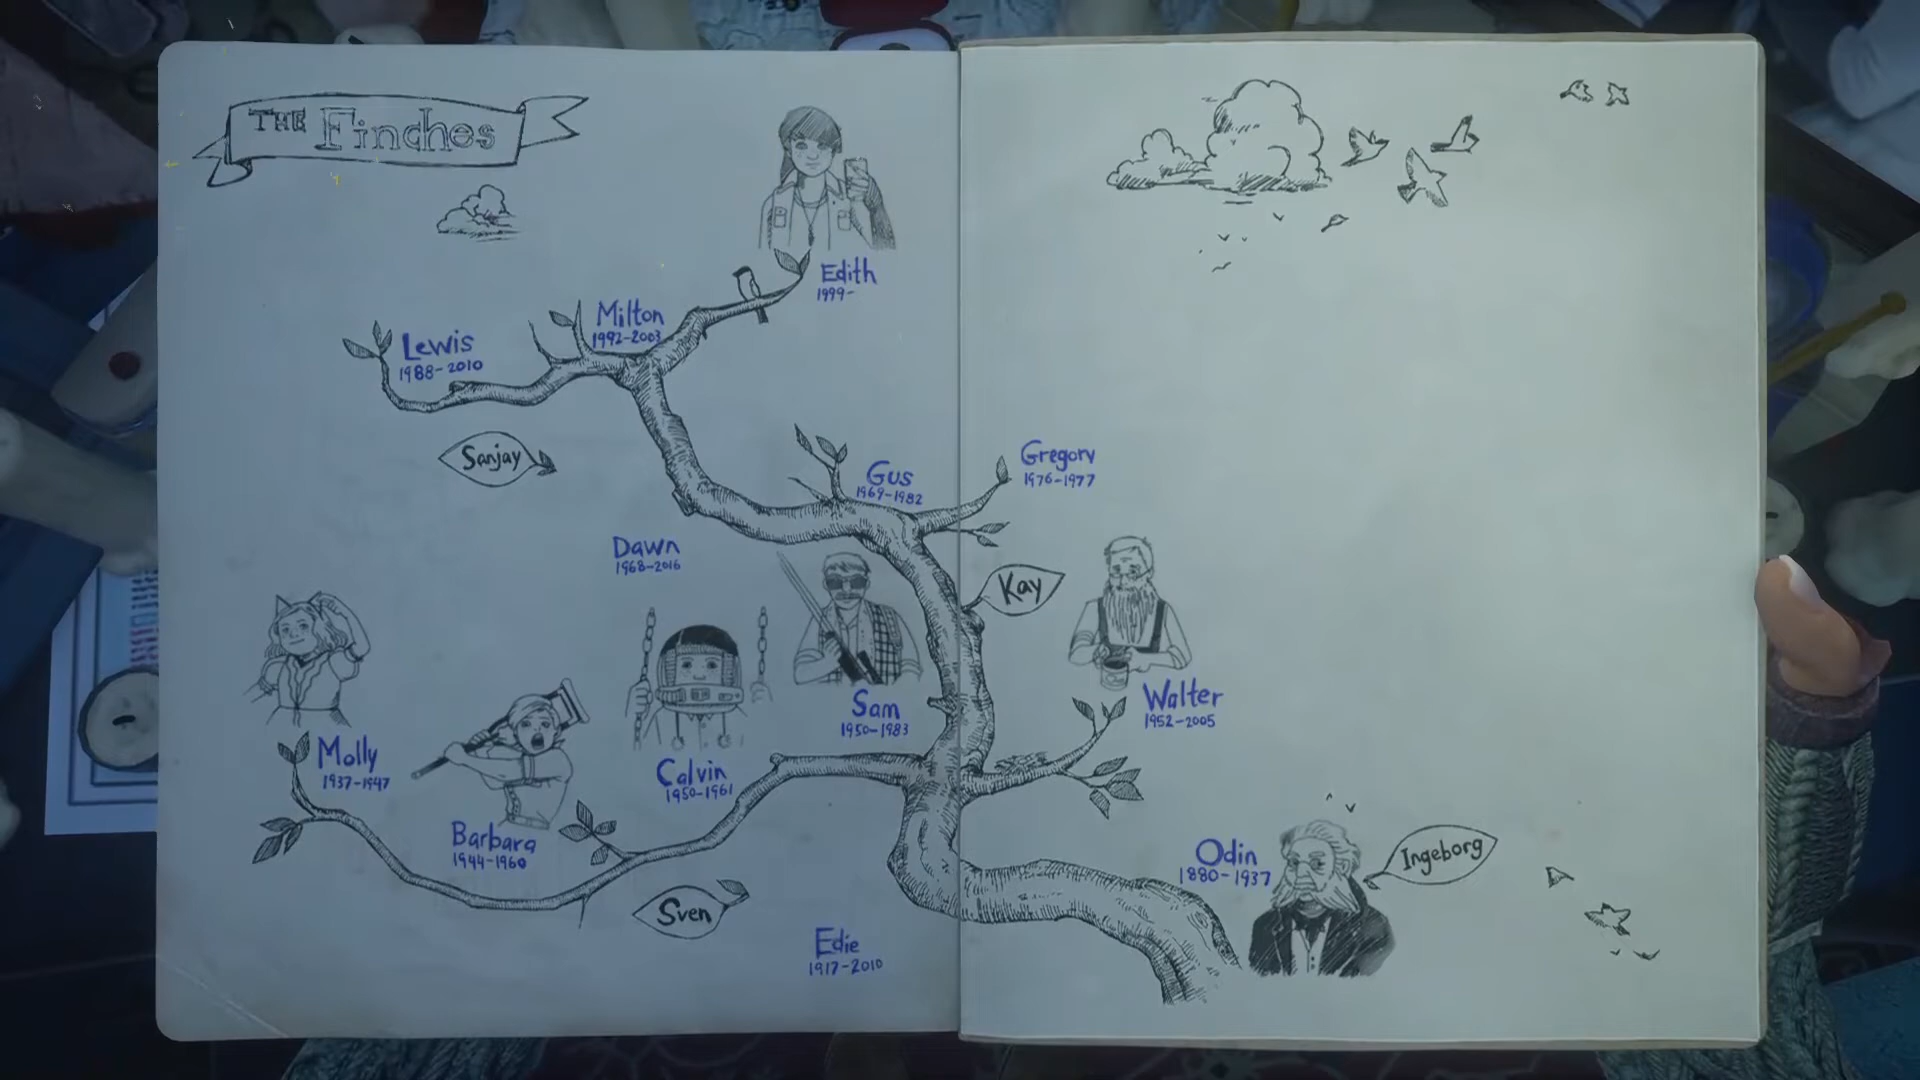 THE Finches
Edith
1999-
Milton
1992-2003
Lewis
1988-2010
Sanjay
Gregory
1976-1977
Gus
1969-1982
Dawn
1968-2016
Kay
Walter
1952-2005
Sam
1950-1983
Calvin
1950-1961
Molly
1937-1947
Barbara
1944-1960
Sven
Odin
1880-1937
Ingeborg
Edie
1917-2010